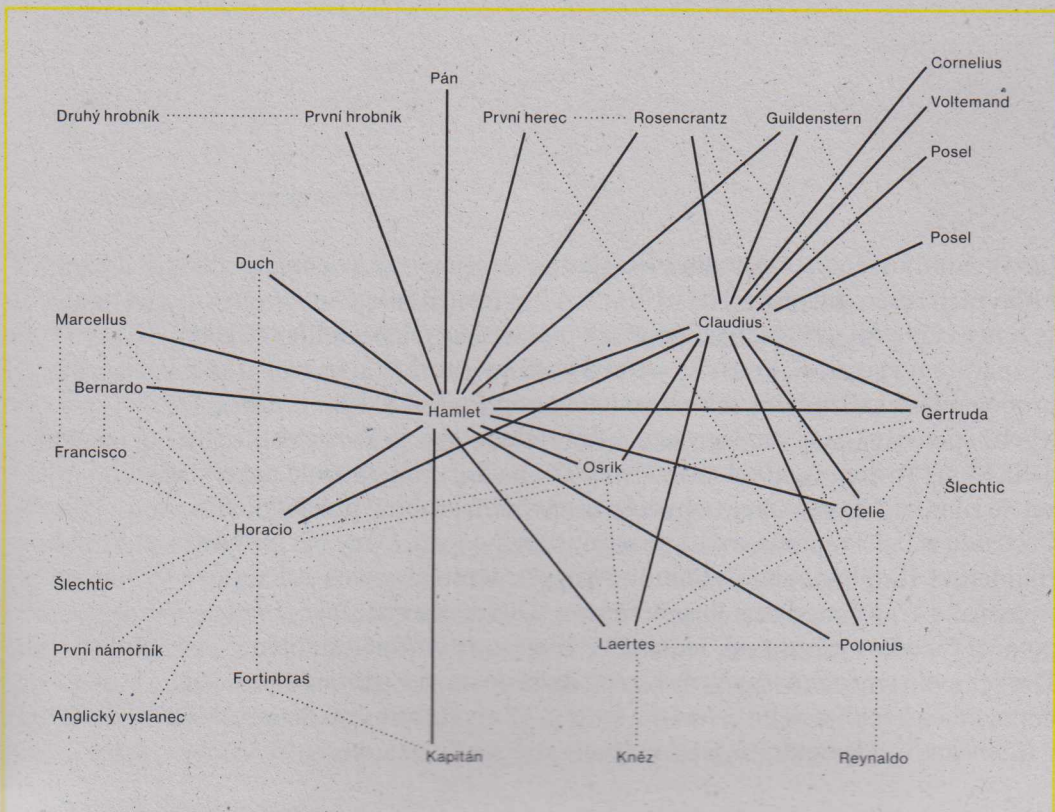 Cornelius
Pán
Voltemand
Druhý hrobník
První hrobník
První herec
Rosencrantz
Guildenstern
Posel
Posel
Duch
Marcellus
Claudius
Bernardo
Hamlet
Gertruda
Francisco
Osrik
Šlechtic
Ofelie
Horacio
Šlechtic
Laertes
Polonius
První námořník
Fortinbras
Anglický vyslanec
Kapitán
Kněz
Reynaldo